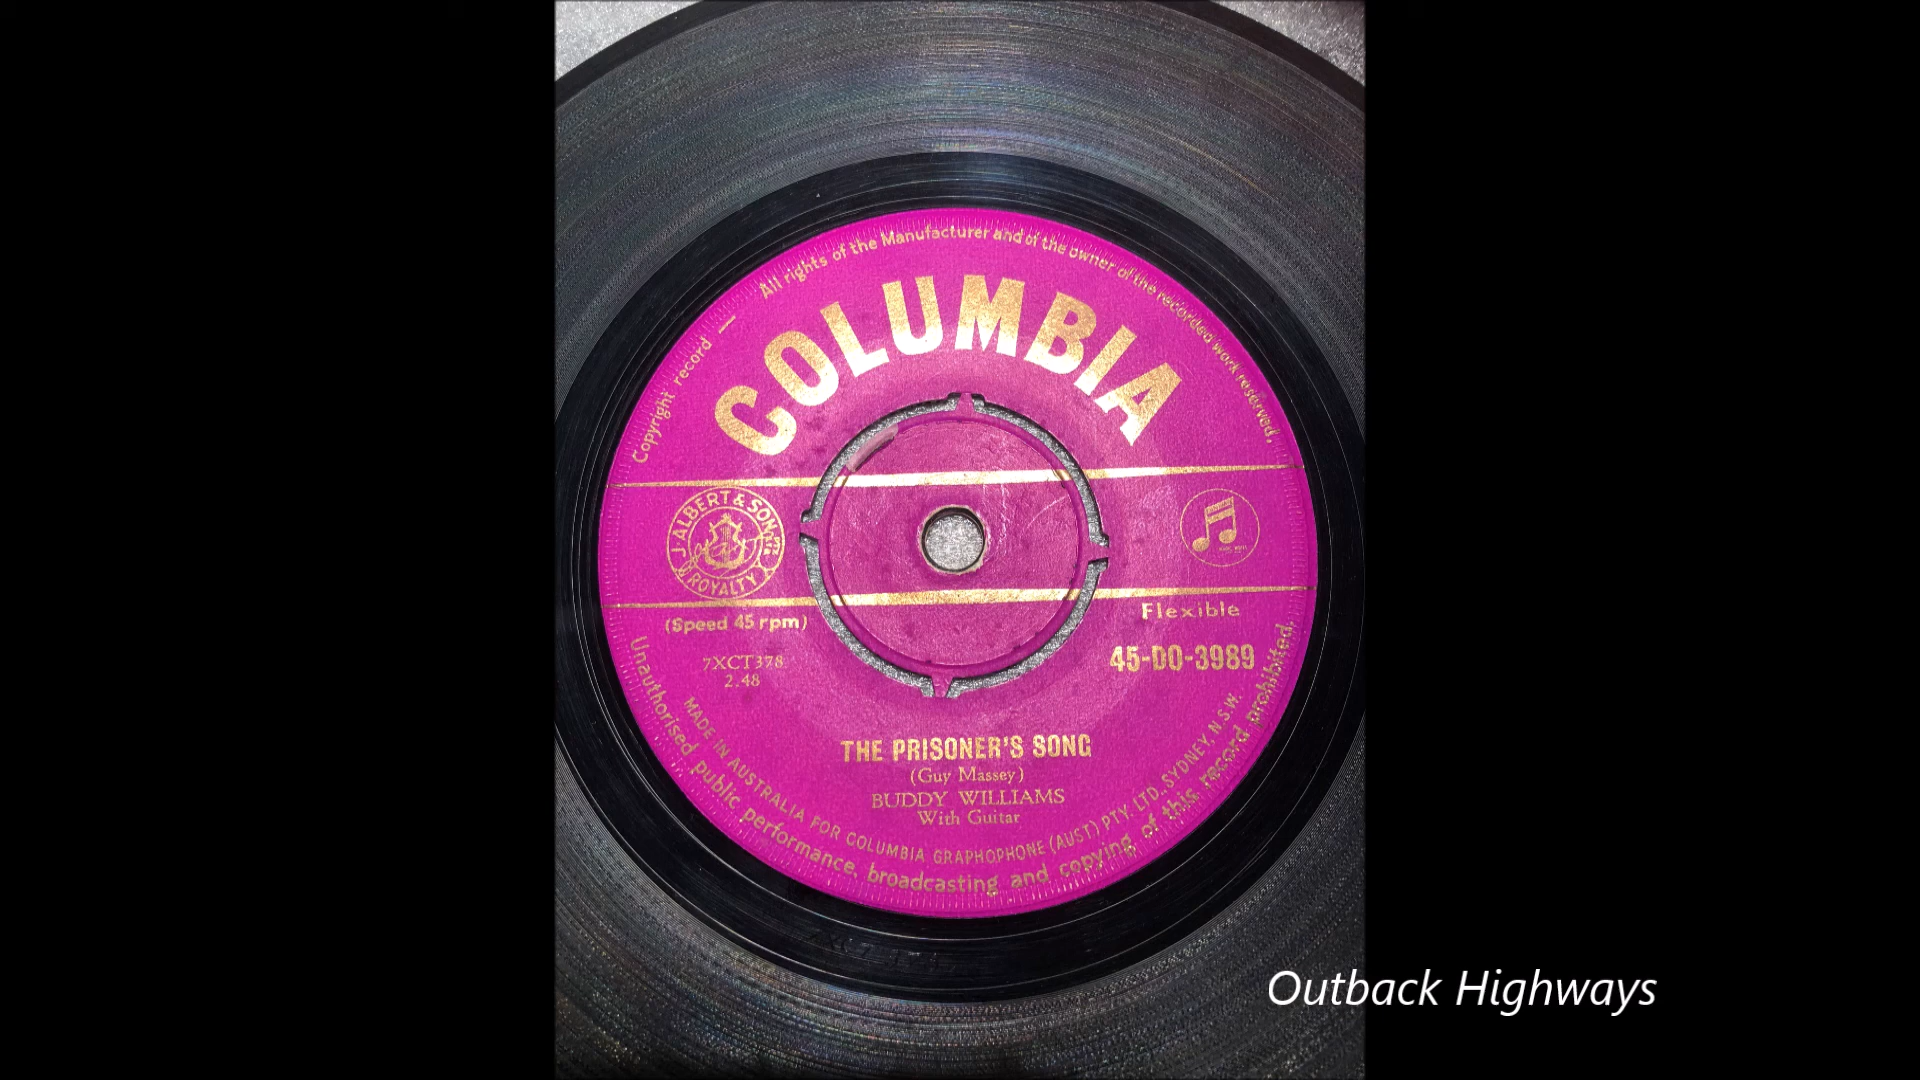 Copyright record — All rights of the Manufacturer and of the owner of the recorded work reserved.
COLUMBIA
J. ALBERT & SON PTY LTD
ROYALTY
(Speed 45 rpm)
Flexible
7XCT378
2.48
45-DO-3989
THE PRISONER'S SONG
(Guy Massey)
BUDDY WILLIAMS
With Guitar
MADE IN AUSTRALIA FOR COLUMBIA GRAPHOPHONE (AUST) PTY. LTD., SYDNEY, N.S.W.
Unauthorised public performance, broadcasting and copying of this record prohibited.
Outback Highways